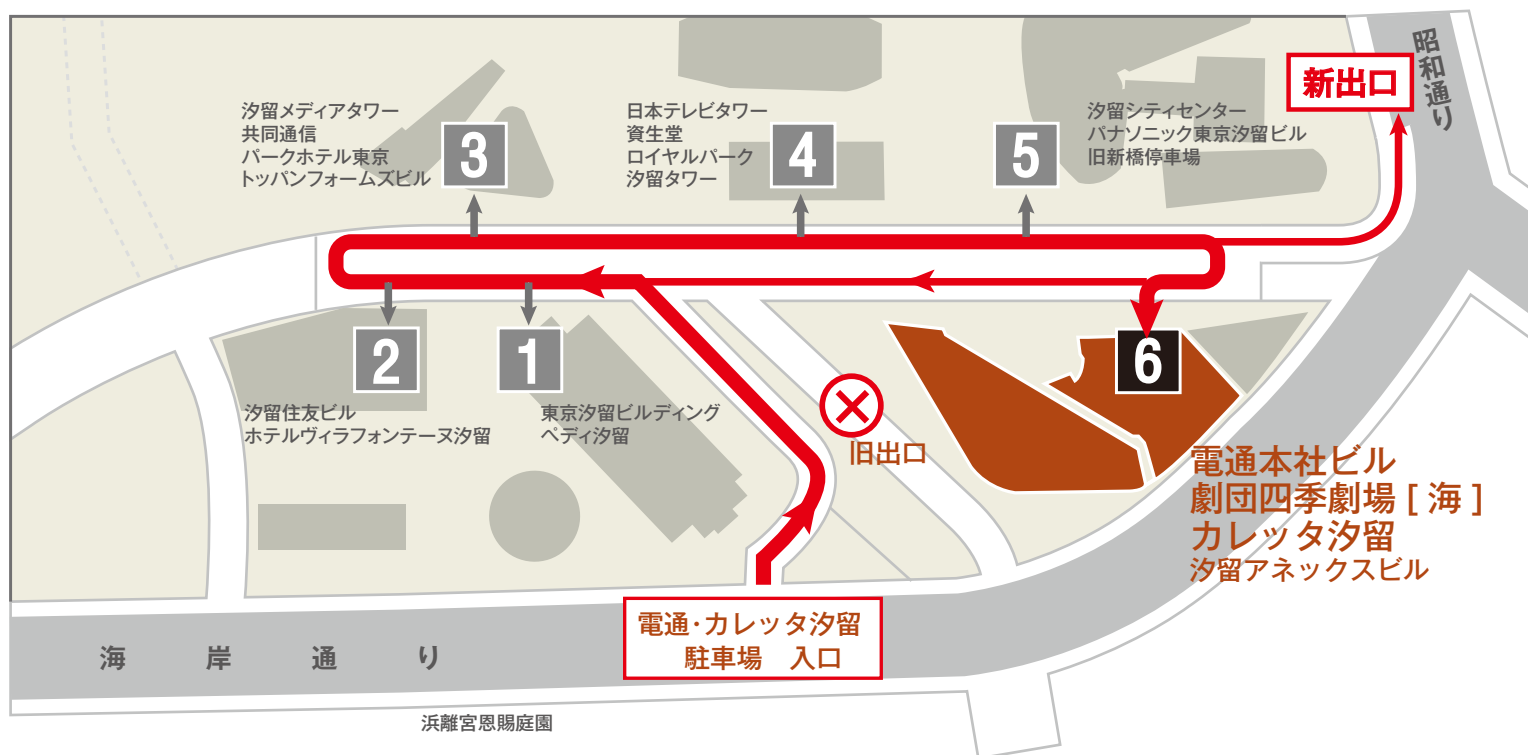 昭和通り
新出口
汐留メディアタワー
共同通信
パークホテル東京
トッパンフォームズビル
3
日本テレビタワー
資生堂
ロイヤルパーク
汐留タワー
4
5
汐留シティセンター
パナソニック東京汐留ビル
旧新橋停車場
2
汐留住友ビル
ホテルヴィラフォンテーヌ汐留
1
東京汐留ビルディング
ペディ汐留
旧出口
6
電通本社ビル
劇団四季劇場 [ 海 ]
カレッタ汐留
汐留アネックスビル
電通・カレッタ汐留
駐車場　入口
海岸通り
浜離宮恩賜庭園